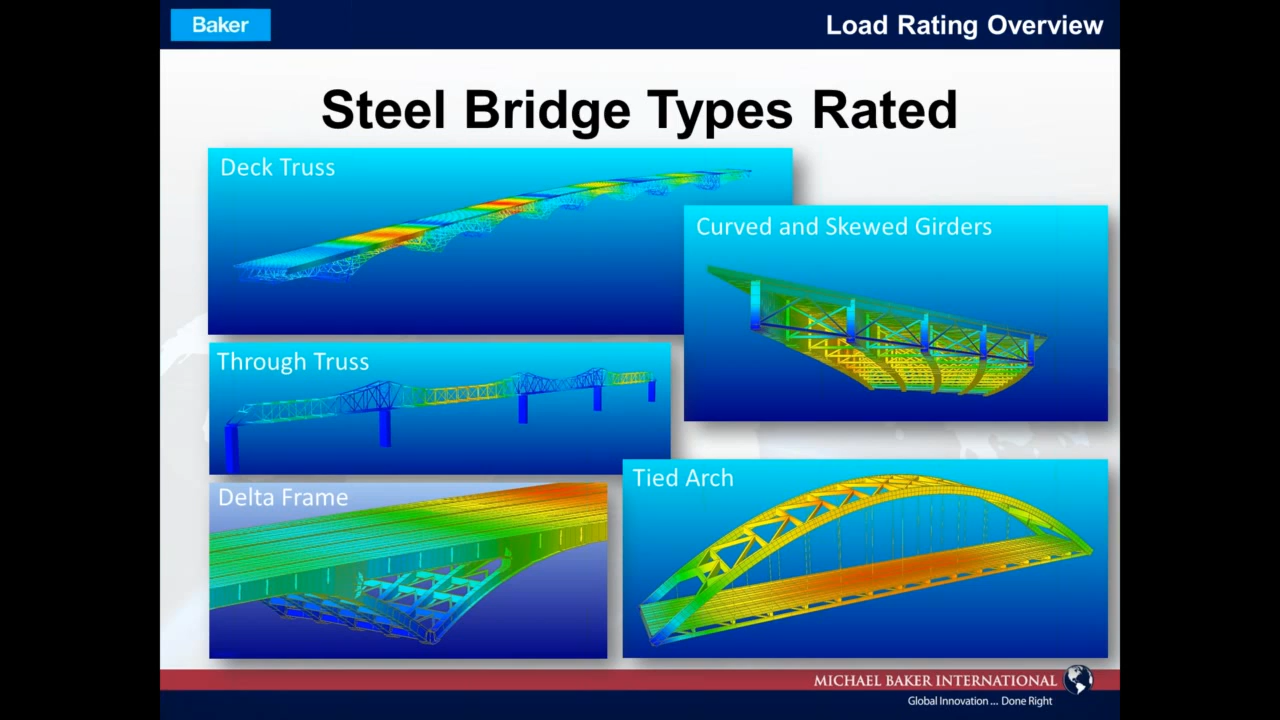 Baker
Load Rating Overview
Steel Bridge Types Rated
Deck Truss
Curved and Skewed Girders
Through Truss
Tied Arch
Delta Frame
MICHAEL BAKER INTERNATIONAL
Global Innovation ... Done Right